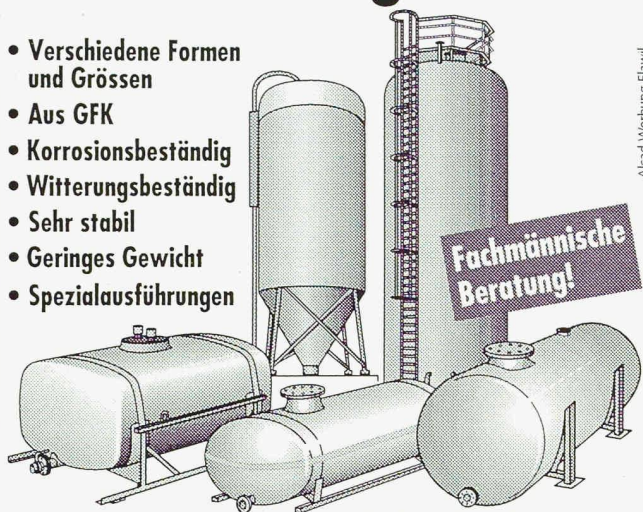 • Verschiedene Formen
und Grössen
• Aus GFK
• Korrosionsbeständig
• Witterungsbeständig
• Sehr stabil
• Geringes Gewicht
• Spezialausführungen
Fachmännische
Beratung!